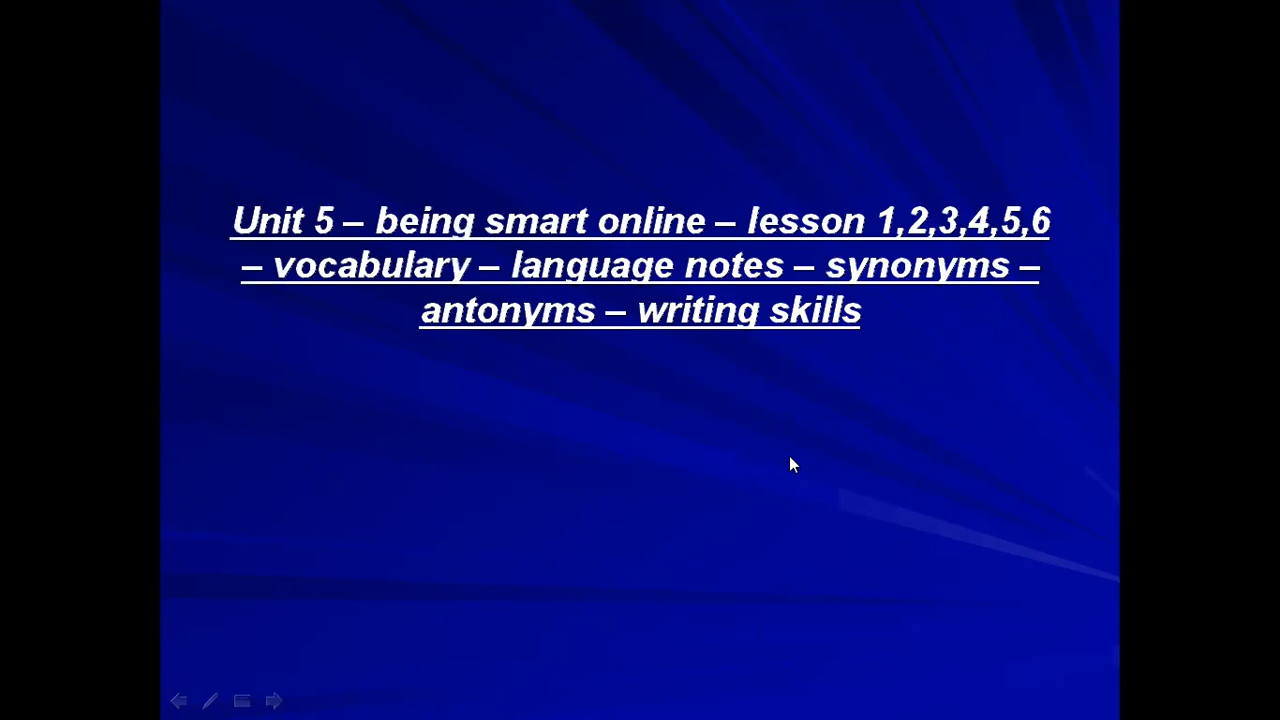 Unit 5 – being smart online – lesson 1,2,3,4,5,6
– vocabulary – language notes – synonyms –
antonyms – writing skills